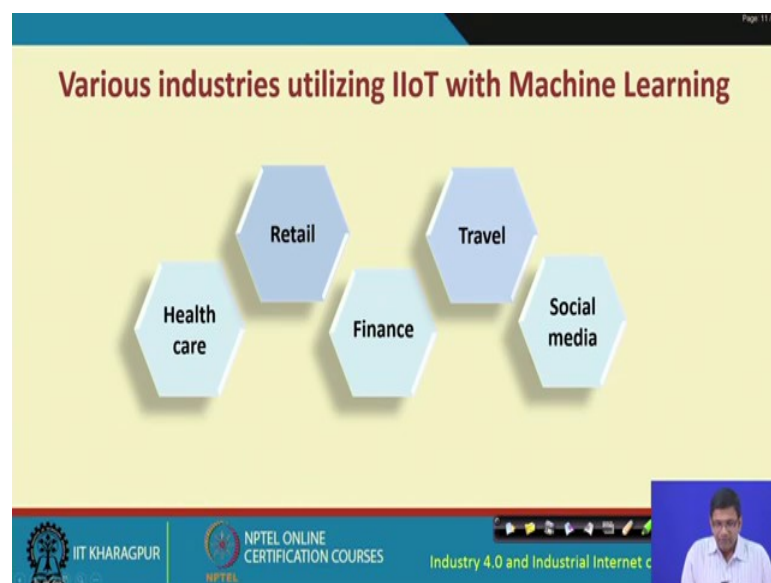 Page: 11
Various industries utilizing IIoT with Machine Learning
Retail
Travel
Health
care
Finance
Social
media
IIT KHARAGPUR
NPTEL
NPTEL ONLINE
CERTIFICATION COURSES
Industry 4.0 and Industrial Internet